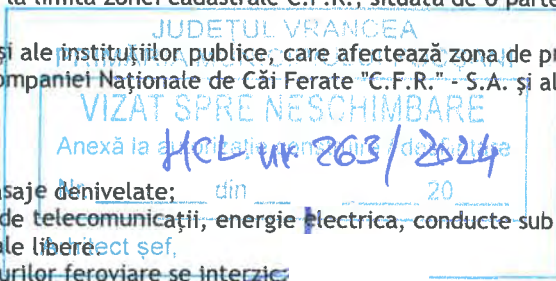 la limita zonei cadastrale C.F.R., situată de o parte
JUDEȚUL VRANCEA
și ale instituțiilor publice, care afectează zona de p
ompaniei Naționale de Căi Ferate "C.F.R." - S.A. și al
VIZAT SPRE NESCHIMBARE
Anexă la autorizație
HCL nr 263/2024
saje denivelate;
Nr. din 20
de telecomunicații, energie electrica, conducte sub
ale libere.
Arhitect șef,
urilor feroviare se interzic: